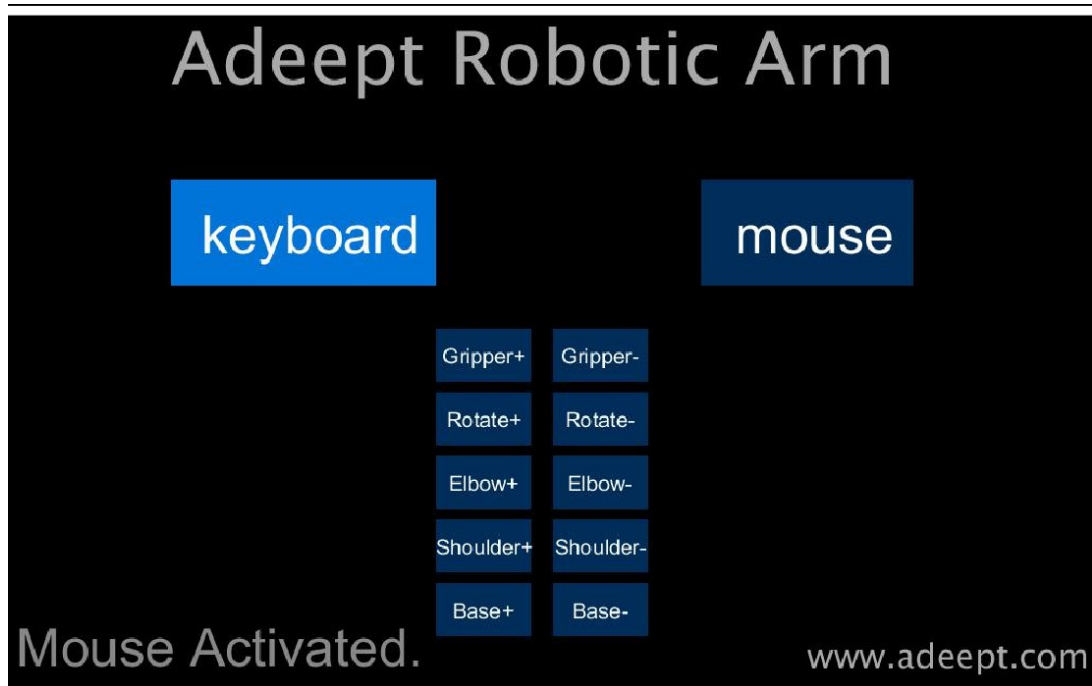 Adeept Robotic Arm
keyboard mouse
Gripper+ Gripper-
Rotate+ Rotate-
Elbow+ Elbow-
Shoulder+ Shoulder-
Base+ Base-
Mouse Activated.
www.adeept.com